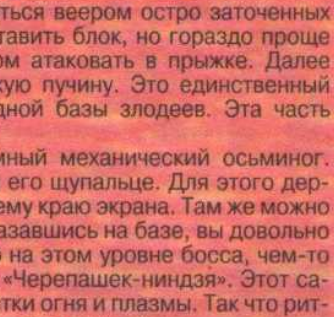 ться веером остро заточенных
тавить блок, но гораздо проще
ом атаковать в прыжке. Далее
кую пучину. Это единственный
дной базы злодеев. Эта часть
мный механический осьминог-
его щупальце. Для этого дер-
ему краю экрана. Там же можно
азавшись на базе, вы довольно
о на этом уровне босса, чем-то
«Черепашек-ниндзя». Этот са-
тки огня и плазмы. Так что рит-